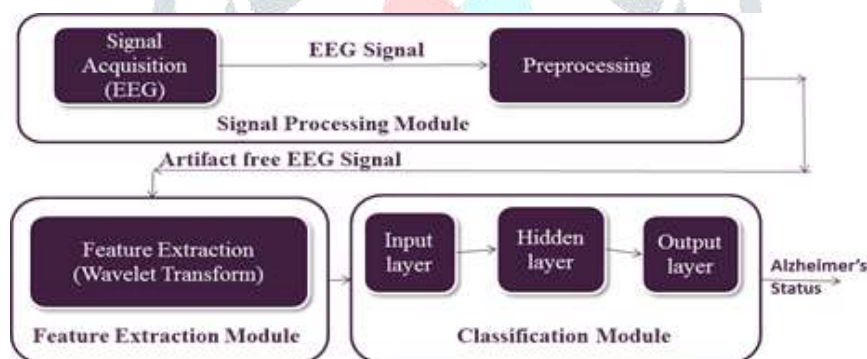 Signal
Acquisition
(EEG)
EEG Signal
Preprocessing
Signal Processing Module
Artifact free EEG Signal
Feature Extraction
(Wavelet Transform)
Feature Extraction Module
Input
layer
Hidden
layer
Output
layer
Classification Module
Alzheimer's
Status